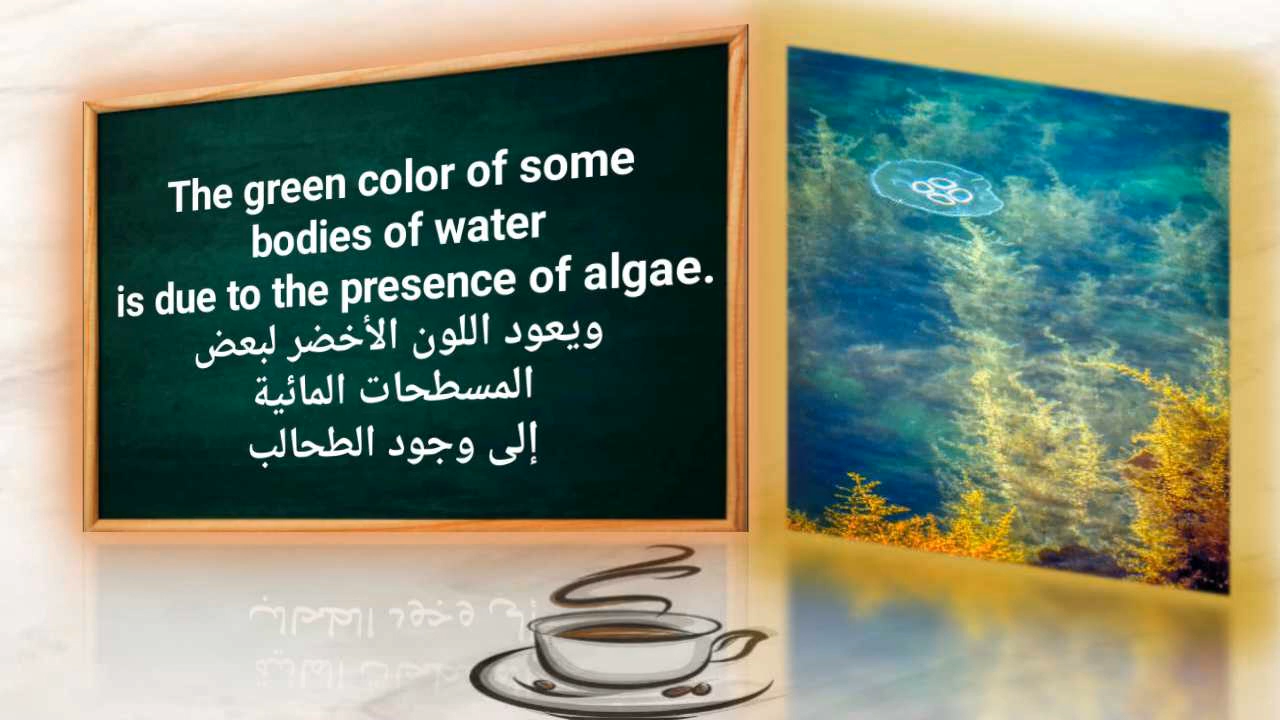 The green color of some
bodies of water
is due to the presence of algae.
ويعود اللون الأخضر لبعض
المسطحات المائية
إلى وجود الطحالب